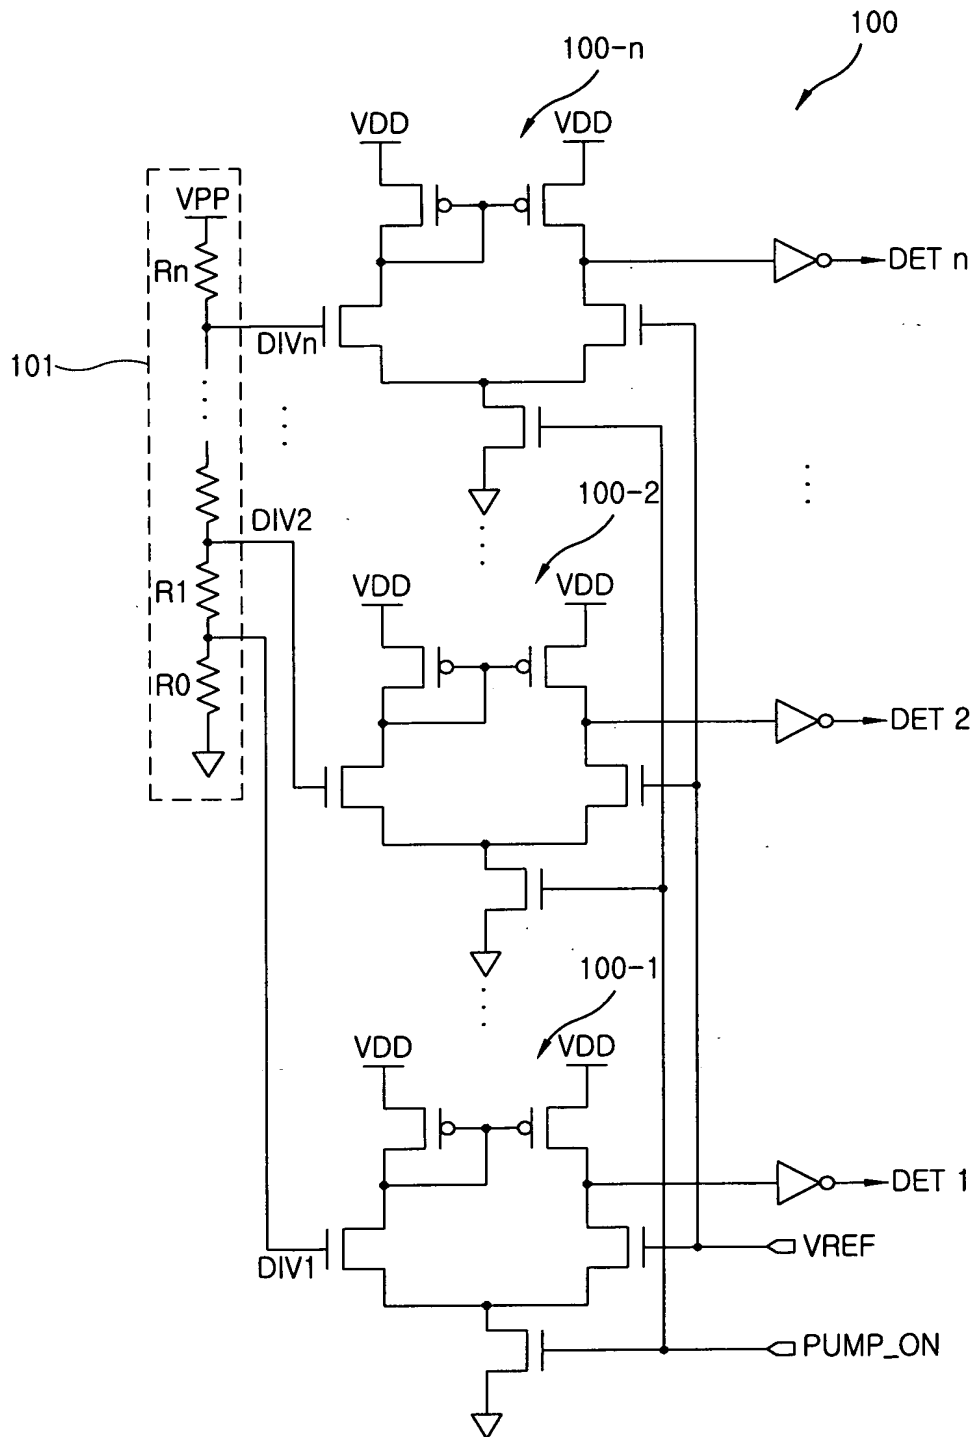 100
100-n
VDD
VDD
VPP
Rn
DET n
DIVn
101
100-2
DIV2
VDD
VDD
R1
R0
DET 2
100-1
VDD
VDD
DET 1
DIV1
VREF
PUMP_ON